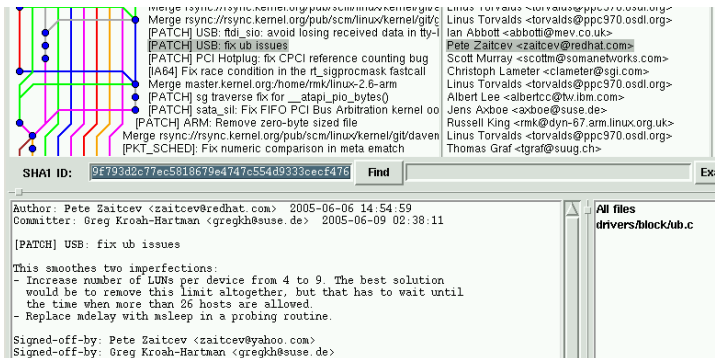 Merge rsync://rsync.kernel.org/pub/scm/linux/kernel/git/c Linus Torvalds <torvalds@ppc970.osdl.org>
[PATCH] USB: ftdi_sio: avoid losing received data in tty-l Ian Abbott <abbotti@mev.co.uk>
[PATCH] USB: fix ub issues Pete Zaitcev <zaitcev@redhat.com>
[PATCH] PCI Hotplug: fix CPCI reference counting bug Scott Murray <scottm@somanetworks.com>
[IA64] Fix race condition in the rt_sigprocmask fastcall Christoph Lameter <clameter@sgi.com>
Merge master.kernel.org:/home/rmk/linux-2.6-arm Linus Torvalds <torvalds@ppc970.osdl.org>
[PATCH] sg traverse fix for __atapi_pio_bytes() Albert Lee <albertcc@tw.ibm.com>
[PATCH] sata_sil: Fix FIFO PCI Bus Arbitration kernel oo Jens Axboe <axboe@suse.de>
[PATCH] ARM: Remove zero-byte sized file Russell King <rmk@dyn-67.arm.linux.org.uk>
Merge rsync://rsync.kernel.org/pub/scm/linux/kernel/git/daven Linus Torvalds <torvalds@ppc970.osdl.org>
[PKT_SCHED]: Fix numeric comparison in meta ematch Thomas Graf <tgraf@suug.ch>
SHA1 ID: 9f793d2c77ec5818679e4747c554d9333cecf476 Find Exa
Author: Pete Zaitcev <zaitcev@redhat.com> 2005-06-06 14:54:59
Committer: Greg Kroah-Hartman <gregkh@suse.de> 2005-06-09 02:38:11
[PATCH] USB: fix ub issues
This smoothes two imperfections:
- Increase number of LUNs per device from 4 to 9. The best solution
would be to remove this limit altogether, but that has to wait until
the time when more than 26 hosts are allowed.
- Replace mdelay with msleep in a probing routine.
Signed-off-by: Pete Zaitcev <zaitcev@yahoo.com>
Signed-off-by: Greg Kroah-Hartman <gregkh@suse.de>
All files
drivers/block/ub.c